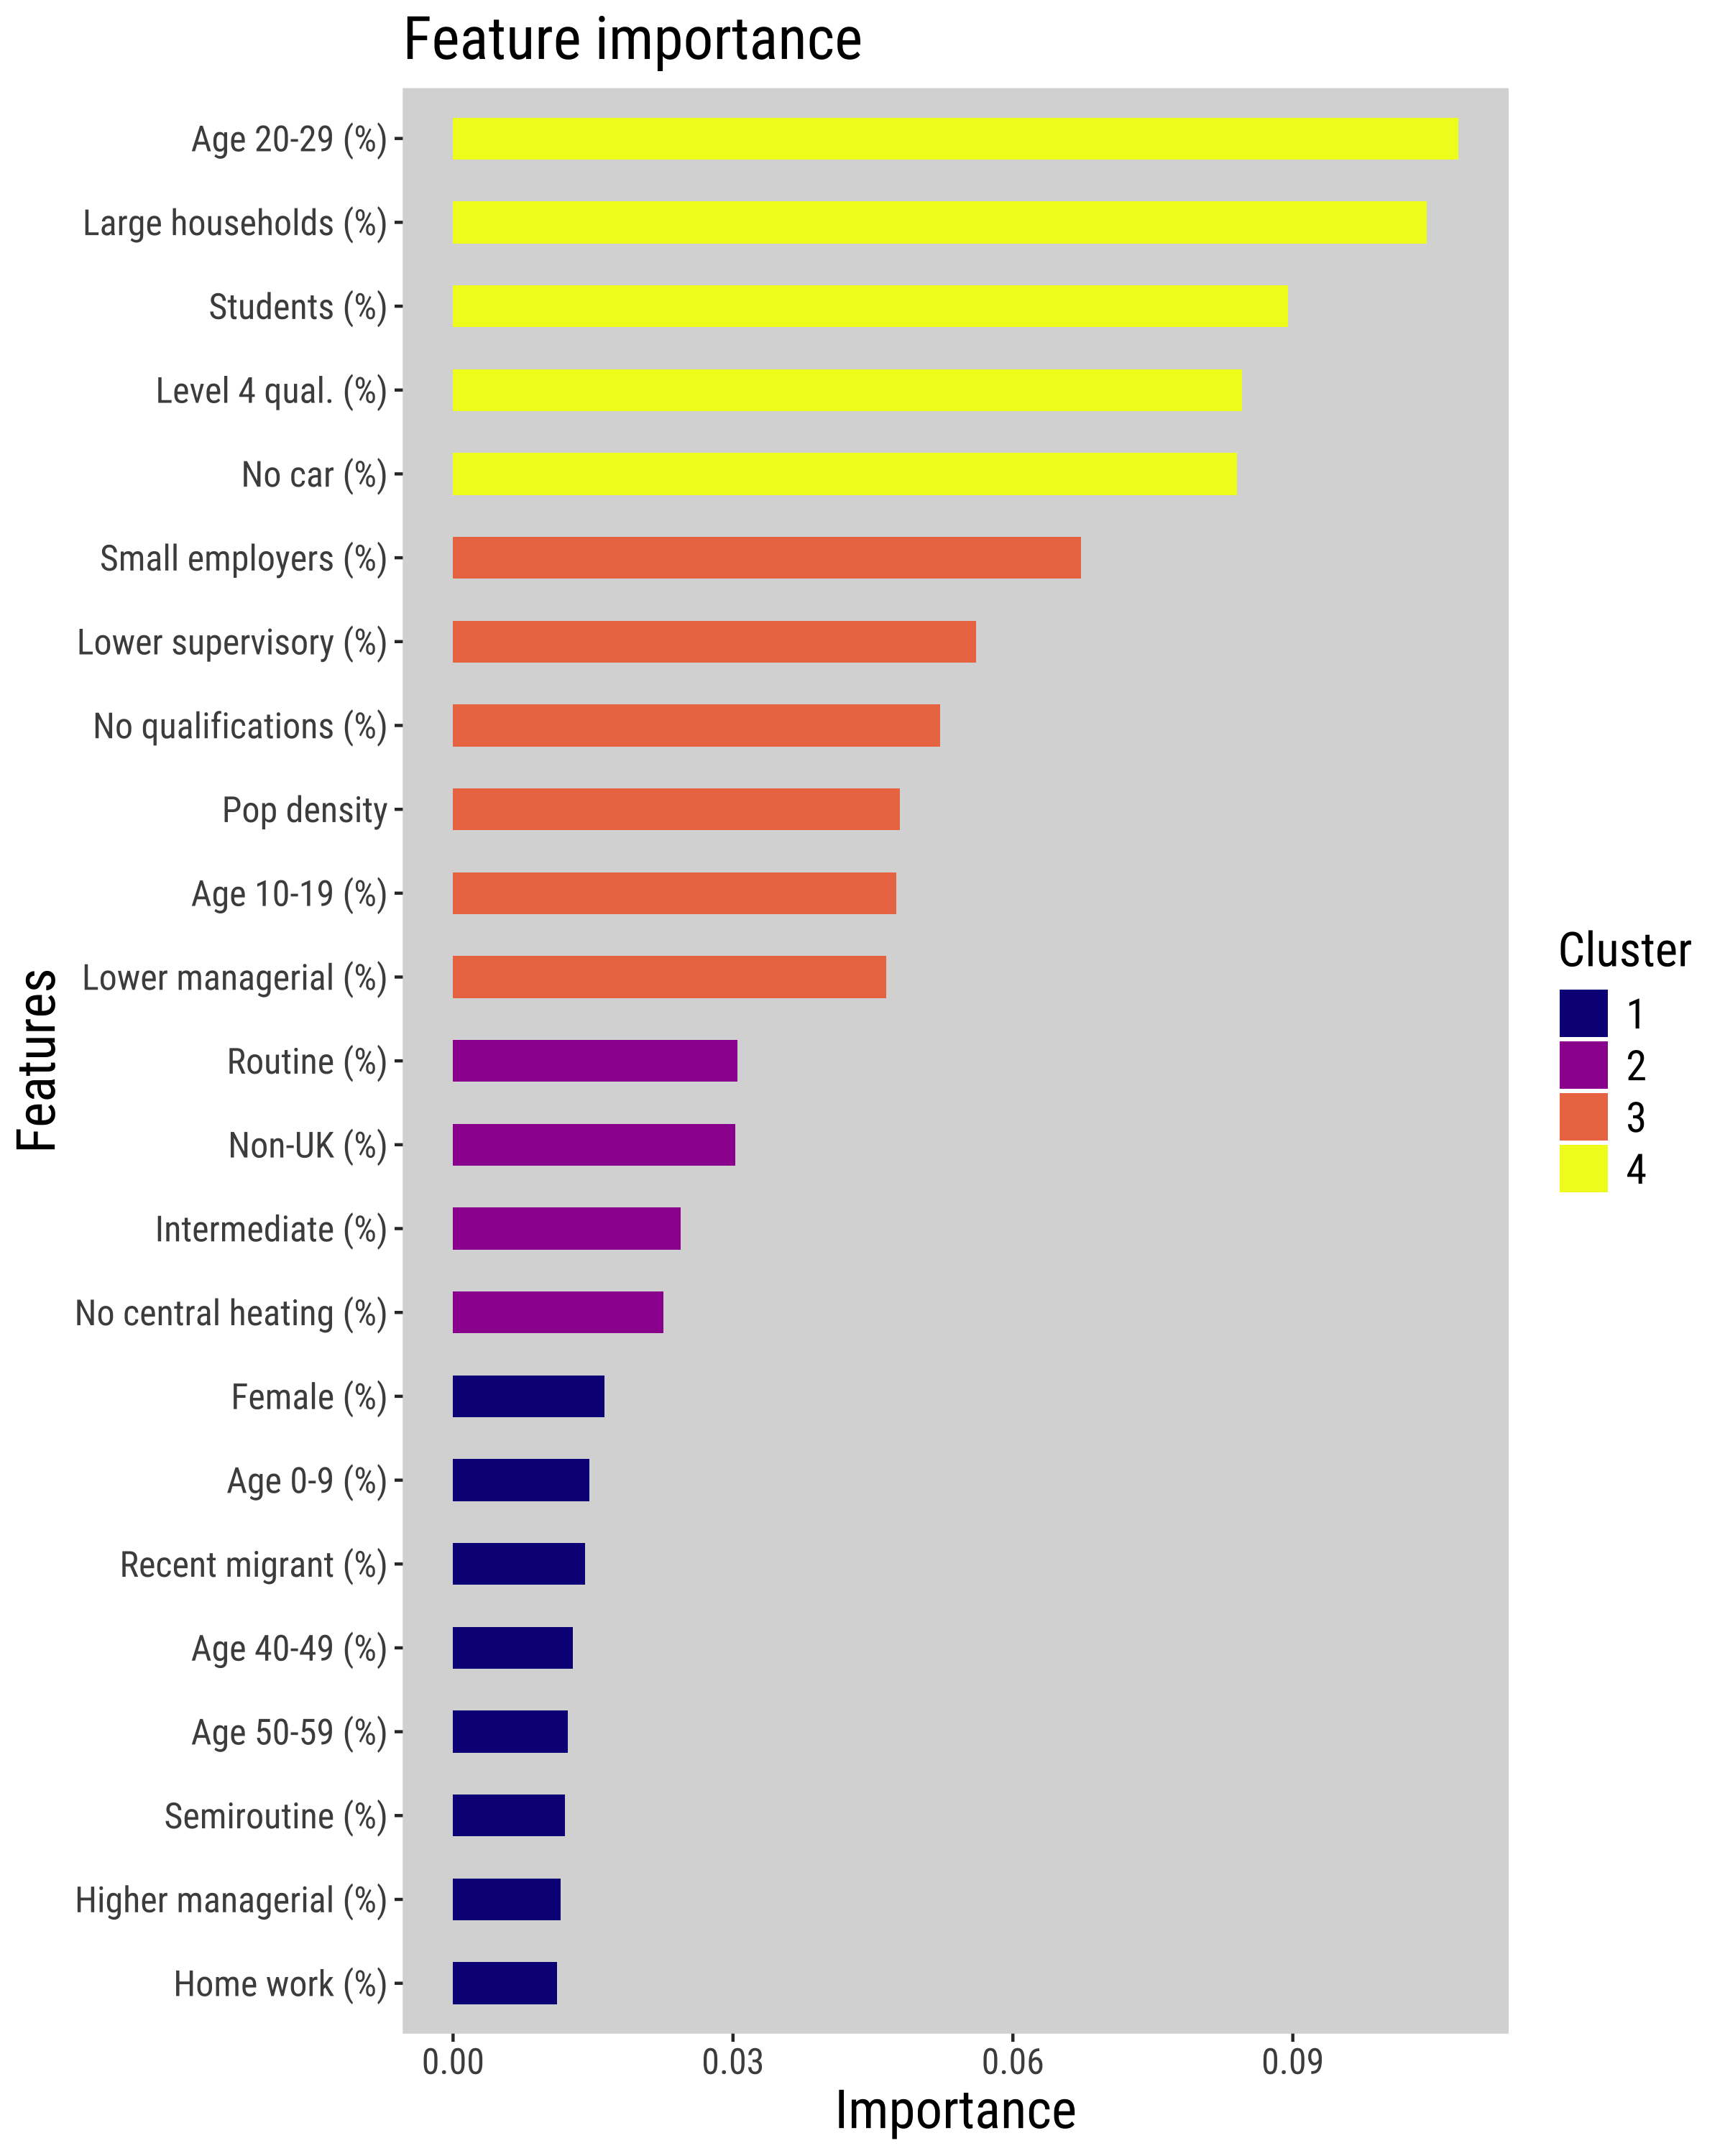 Feature importance
Age 20-29 (%)
Large households (%)
Students (%)
Level 4 qual. (%)
No car (%)
Small employers (%)
Lower supervisory (%)
No qualifications (%)
Pop density
Age 10-19 (%)
Lower managerial (%)
Routine (%)
Non-UK (%)
Intermediate (%)
No central heating (%)
Female (%)
Age 0-9 (%)
Recent migrant (%)
Age 40-49 (%)
Age 50-59 (%)
Semiroutine (%)
Higher managerial (%)
Home work (%)
Features
0.00 0.03 0.06 0.09
Importance
Cluster
1
2
3
4